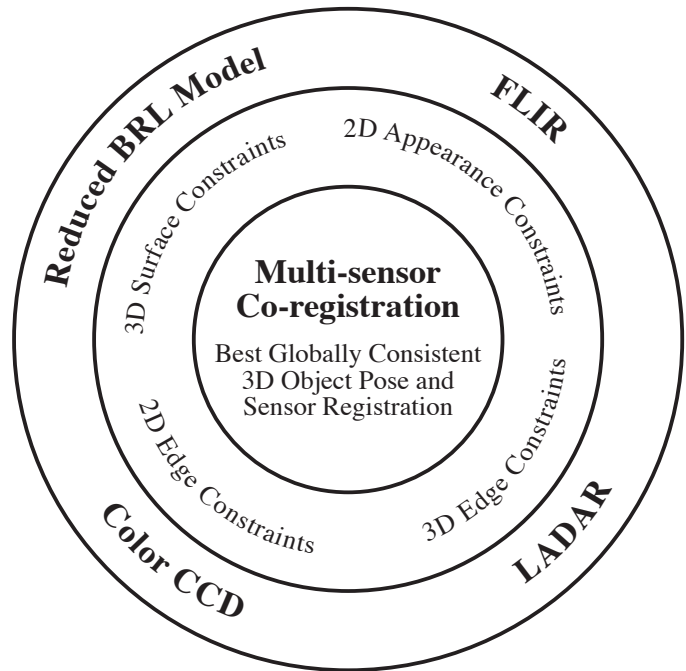 Reduced BRL Model
FLIR
3D Surface Constraints
2D Appearance Constraints
Multi-sensor
Co-registration
Best Globally Consistent
3D Object Pose and
Sensor Registration
2D Edge Constraints
3D Edge Constraints
Color CCD
LADAR